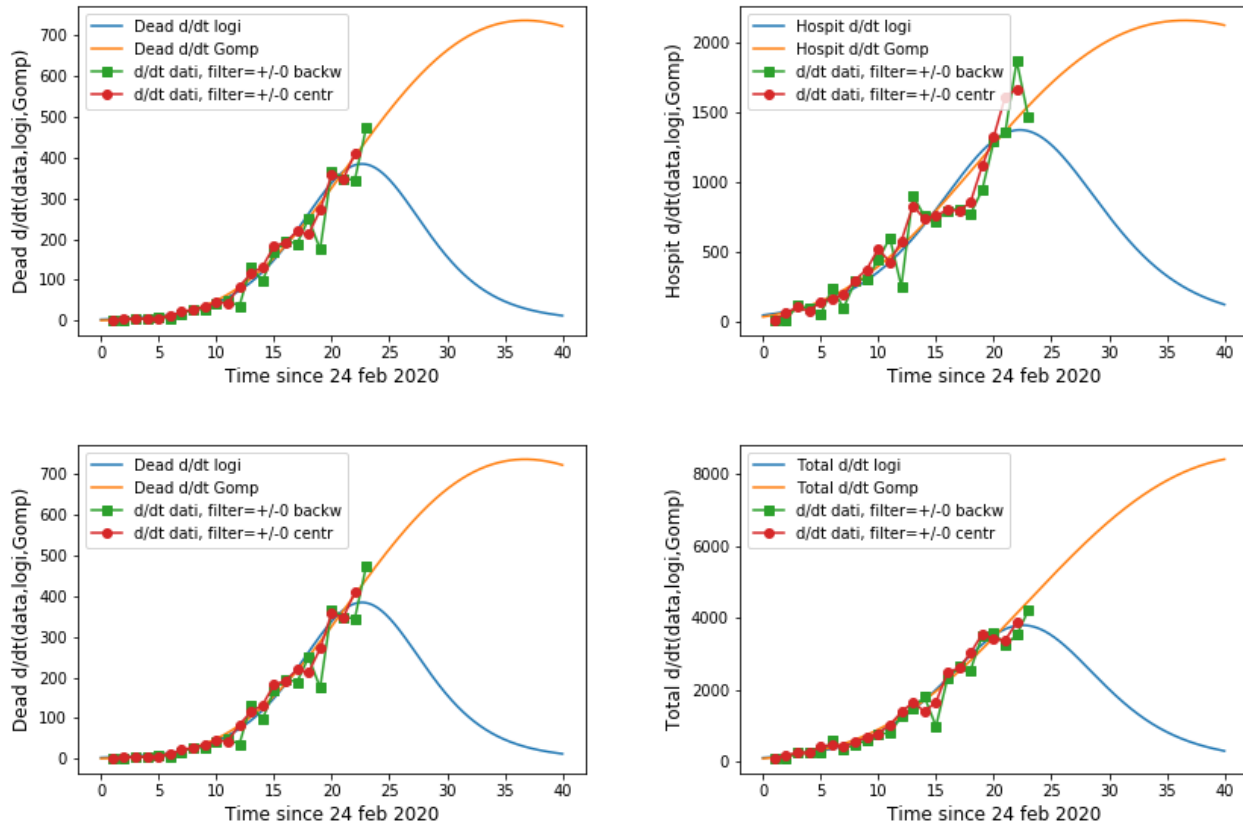 Dead d/dt(data,logi,Gomp)
700
600
500
400
300
200
100
0
Dead d/dt logi
Dead d/dt Gomp
d/dt dati, filter=+/-0 backw
d/dt dati, filter=+/-0 centr
0 5 10 15 20 25 30 35 40
Time since 24 feb 2020
Hospit d/dt(data,logi,Gomp)
2000
1500
1000
500
0
Hospit d/dt logi
Hospit d/dt Gomp
d/dt dati, filter=+/-0 backw
d/dt dati, filter=+/-0 centr
0 5 10 15 20 25 30 35 40
Time since 24 feb 2020
Dead d/dt(data,logi,Gomp)
700
600
500
400
300
200
100
0
Dead d/dt logi
Dead d/dt Gomp
d/dt dati, filter=+/-0 backw
d/dt dati, filter=+/-0 centr
0 5 10 15 20 25 30 35 40
Time since 24 feb 2020
Total d/dt(data,logi,Gomp)
8000
6000
4000
2000
0
Total d/dt logi
Total d/dt Gomp
d/dt dati, filter=+/-0 backw
d/dt dati, filter=+/-0 centr
0 5 10 15 20 25 30 35 40
Time since 24 feb 2020